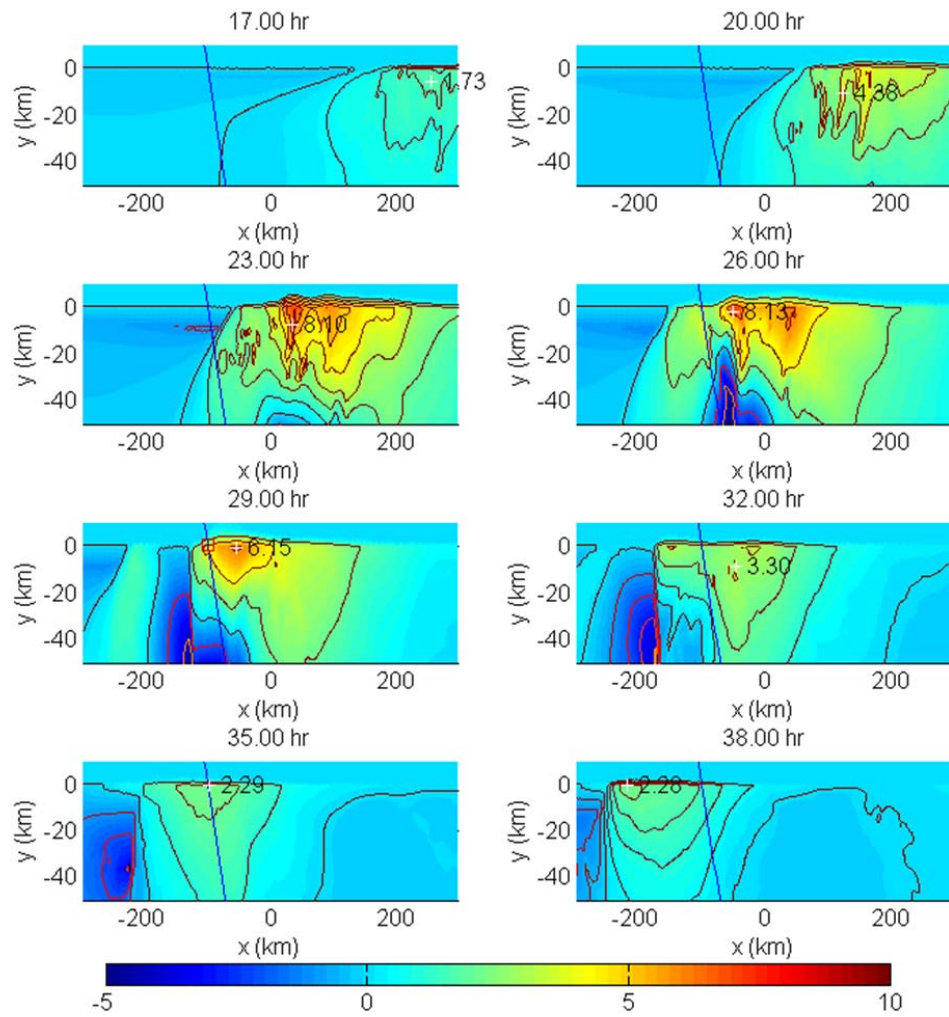 17.00 hr 20.00 hr
0 0
y (km) -20 y (km) -20
-40 -40
-200 0 200 -200 0 200
x (km) x (km)
4.73 4.38
23.00 hr 26.00 hr
0 0
y (km) -20 y (km) -20
-40 -40
-200 0 200 -200 0 200
x (km) x (km)
8.10 8.13
29.00 hr 32.00 hr
0 0
y (km) -20 y (km) -20
-40 -40
-200 0 200 -200 0 200
x (km) x (km)
6.15 3.30
35.00 hr 38.00 hr
0 0
y (km) -20 y (km) -20
-40 -40
-200 0 200 -200 0 200
x (km) x (km)
2.29 2.28
-5 0 5 10